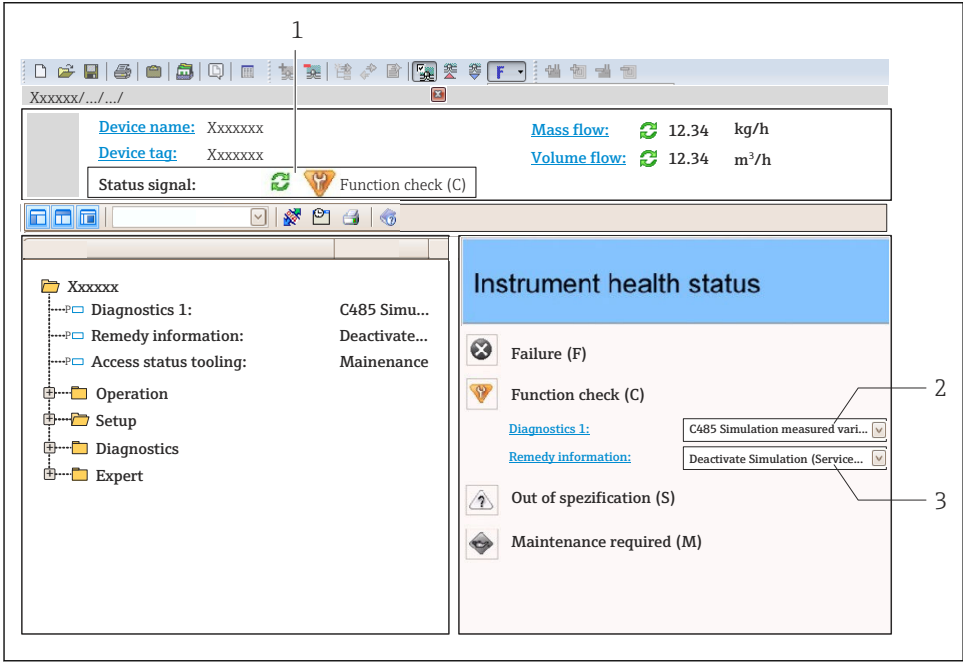 1
F
Xxxxxx/.../.../
Device name: Xxxxxxx
Mass flow: 12.34 kg/h
Device tag: Xxxxxxx
Volume flow: 12.34 m³/h
Status signal: Function check (C)
Instrument health status
Xxxxxx
P Diagnostics 1: C485 Simu...
P Remedy information: Deactivate...
P Access status tooling: Mainenance
Operation
Setup
Diagnostics
Expert
Failure (F)
Function check (C)
2
Diagnostics 1: C485 Simulation measured vari...
Remedy information: Deactivate Simulation (Service...
3
Out of spezification (S)
Maintenance required (M)